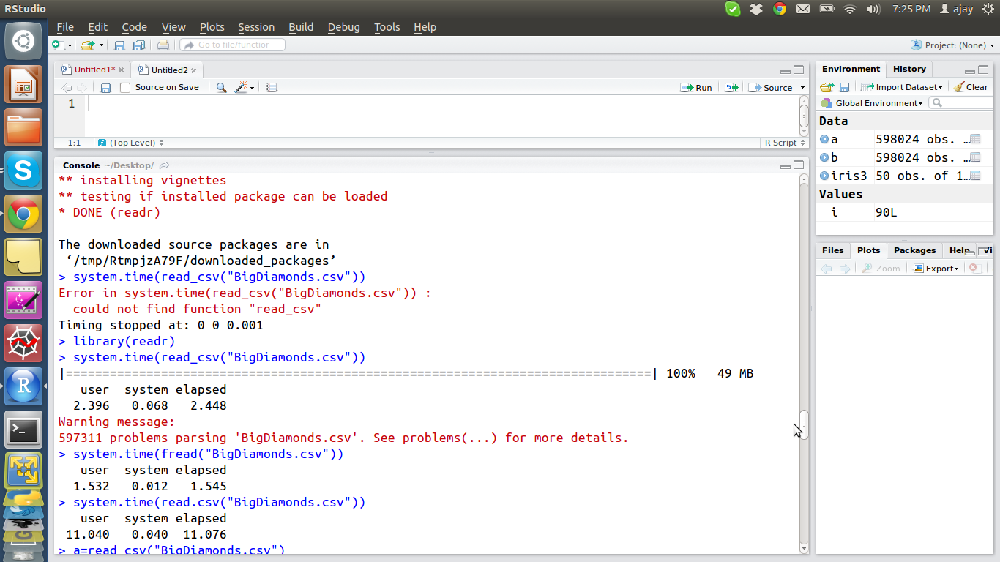 RStudio
7:25 PM ajay
File Edit Code View Plots Session Build Debug Tools Help
Go to file/function Project: (None)
Untitled1* Untitled2
Source on Save Run Source
1
1:1 (Top Level) R Script
Console ~/Desktop/
** installing vignettes
** testing if installed package can be loaded
* DONE (readr)
The downloaded source packages are in
‘/tmp/RtmpjzA79F/downloaded_packages’
> system.time(read_csv("BigDiamonds.csv"))
Error in system.time(read_csv("BigDiamonds.csv")) :
could not find function "read_csv"
Timing stopped at: 0 0 0.001
> library(readr)
> system.time(read_csv("BigDiamonds.csv"))
|================================================================================| 100% 49 MB
user system elapsed
2.396 0.068 2.448
Warning message:
597311 problems parsing 'BigDiamonds.csv'. See problems(...) for more details.
> system.time(fread("BigDiamonds.csv"))
user system elapsed
1.532 0.012 1.545
> system.time(read.csv("BigDiamonds.csv"))
user system elapsed
11.040 0.040 11.076
> a=read_csv("BigDiamonds.csv")
Environment History
Import Dataset Clear
Global Environment
Data
a 598024 obs. …
b 598024 obs. …
iris3 50 obs. of 1…
Values
i 90L
Files Plots Packages Help
Zoom Export